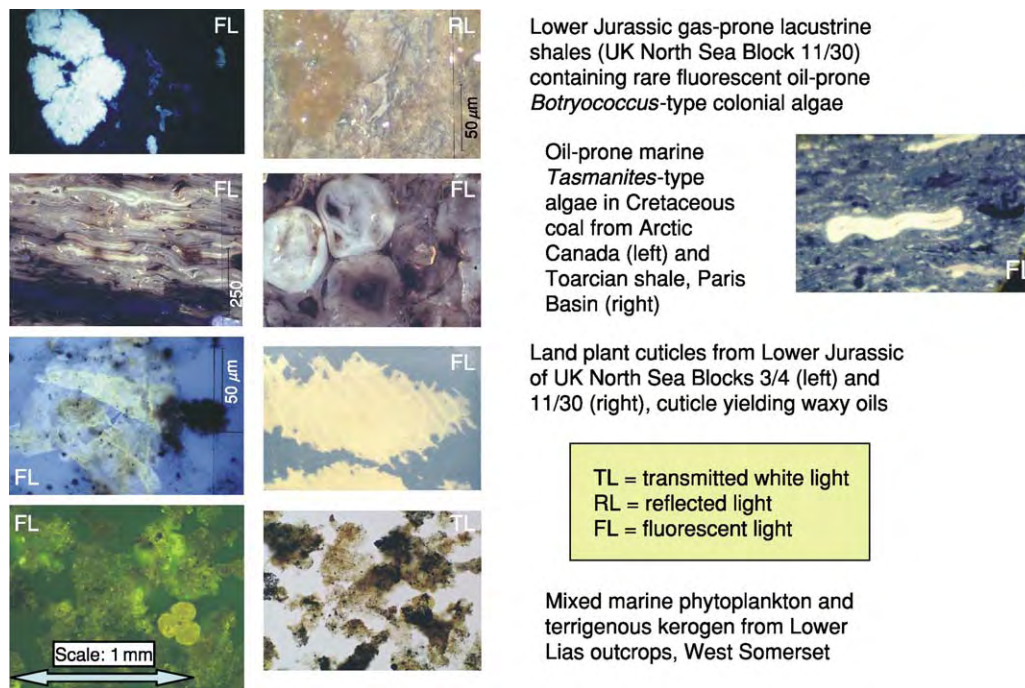 FL
RL
50 μm
Lower Jurassic gas-prone lacustrine
shales (UK North Sea Block 11/30)
containing rare fluorescent oil-prone
Botryococcus-type colonial algae
FL
250
FL
Oil-prone marine
Tasmanites-type
algae in Cretaceous
coal from Arctic
Canada (left) and
Toarcian shale, Paris
Basin (right)
FL
50 μm
FL
FL
Land plant cuticles from Lower Jurassic
of UK North Sea Blocks 3/4 (left) and
11/30 (right), cuticle yielding waxy oils
TL = transmitted white light
RL = reflected light
FL = fluorescent light
FL
Scale: 1 mm
TL
Mixed marine phytoplankton and
terrigenous kerogen from Lower
Lias outcrops, West Somerset